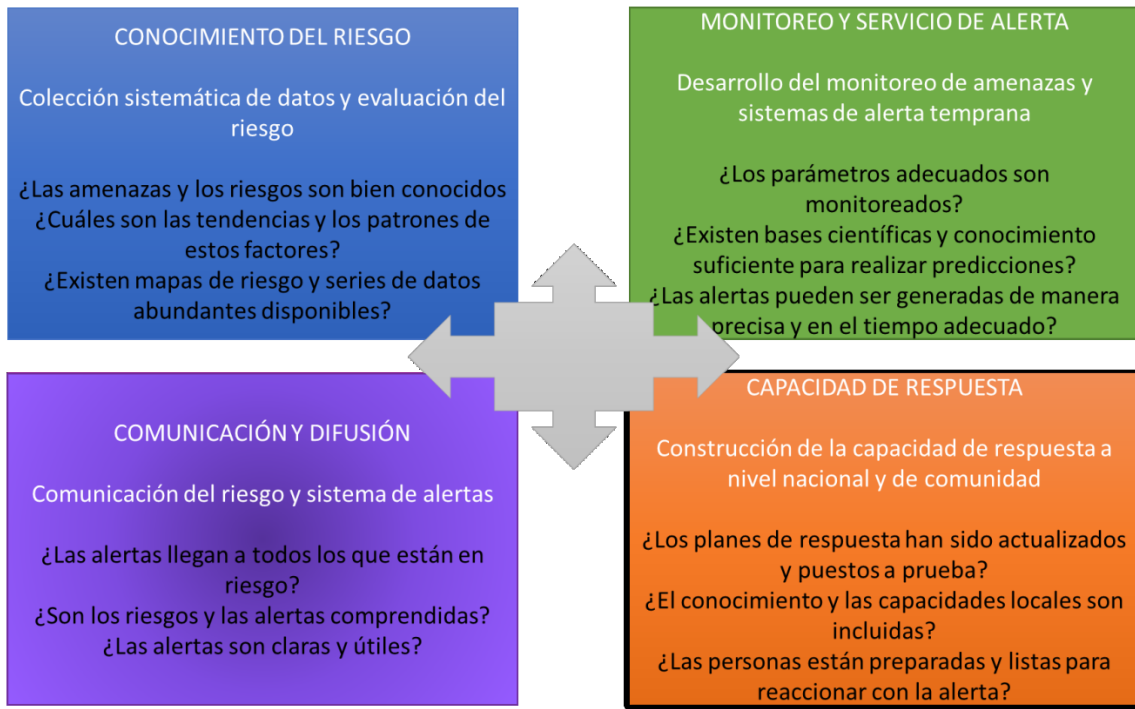 CONOCIMIENTO DEL RIESGO
Colección sistemática de datos y evaluación del
riesgo
¿Las amenazas y los riesgos son bien conocidos
¿Cuáles son las tendencias y los patrones de
estos factores?
¿Existen mapas de riesgo y series de datos
abundantes disponibles?
MONITOREO Y SERVICIO DE ALERTA
Desarrollo del monitoreo de amenazas y
sistemas de alerta temprana
¿Los parámetros adecuados son
monitoreados?
¿Existen bases científicas y conocimiento
suficiente para realizar predicciones?
¿Las alertas pueden ser generadas de manera
precisa y en el tiempo adecuado?
COMUNICACIÓN Y DIFUSIÓN
Comunicación del riesgo y sistema de alertas
¿Las alertas llegan a todos los que están en
riesgo?
¿Son los riesgos y las alertas comprendidas?
¿Las alertas son claras y útiles?
CAPACIDAD DE RESPUESTA
Construcción de la capacidad de respuesta a
nivel nacional y de comunidad
¿Los planes de respuesta han sido actualizados
y puestos a prueba?
¿El conocimiento y las capacidades locales son
incluidas?
¿Las personas están preparadas y listas para
reaccionar con la alerta?